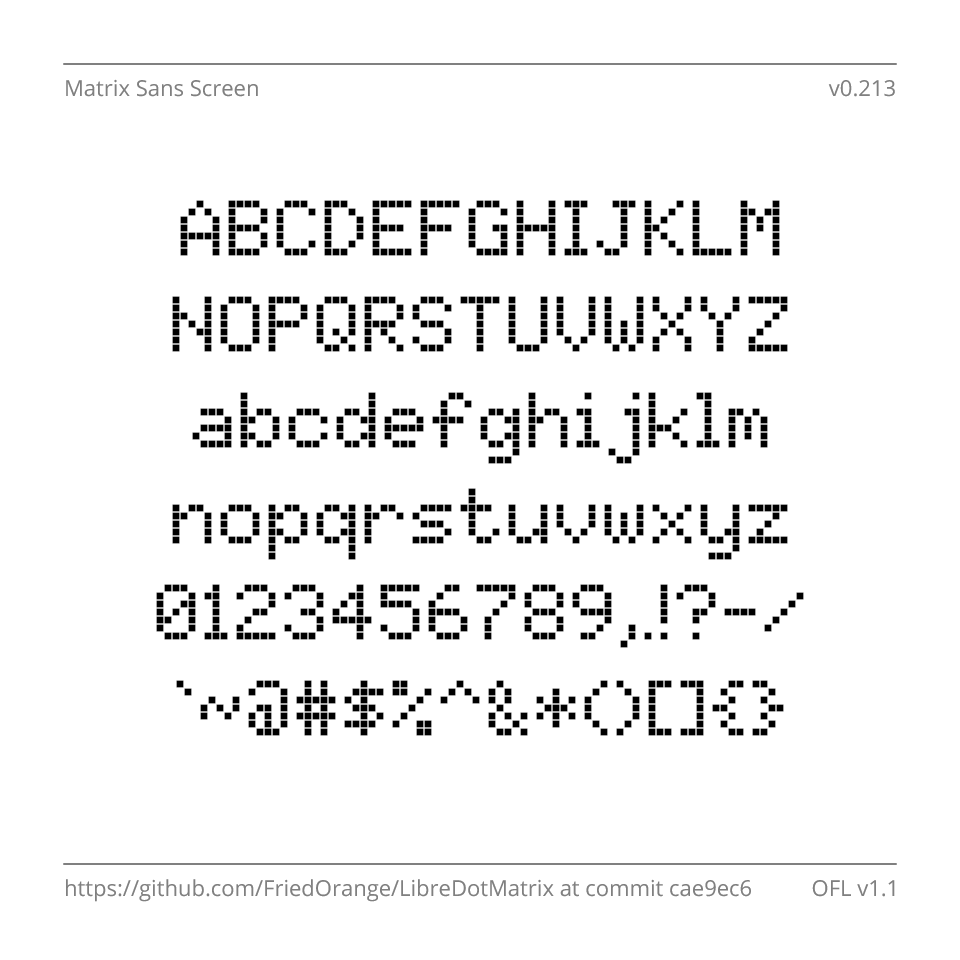 Matrix Sans Screen v0.213
ABCDEFGHIJKLM
NOPQRSTUVWXYZ
abcdefghijklm
nopqrstuvwxyz
0123456789,.!?-/
`~@#$%^&*()[]{}
https://github.com/FriedOrange/LibreDotMatrix at commit cae9ec6 OFL v1.1